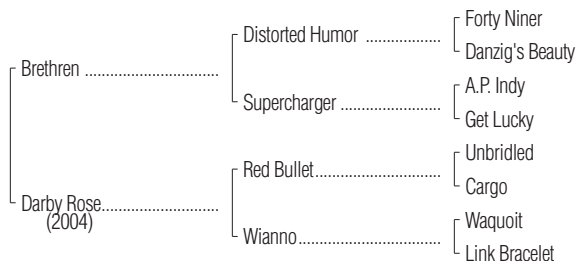 Forty Niner
Distorted Humor ..................
Danzig's Beauty
Brethren ................................
A.P. Indy
Supercharger ........................
Get Lucky
Unbridled
Red Bullet..............................
Cargo
Darby Rose............................
(2004)
Waquoit
Wianno..................................
Link Bracelet